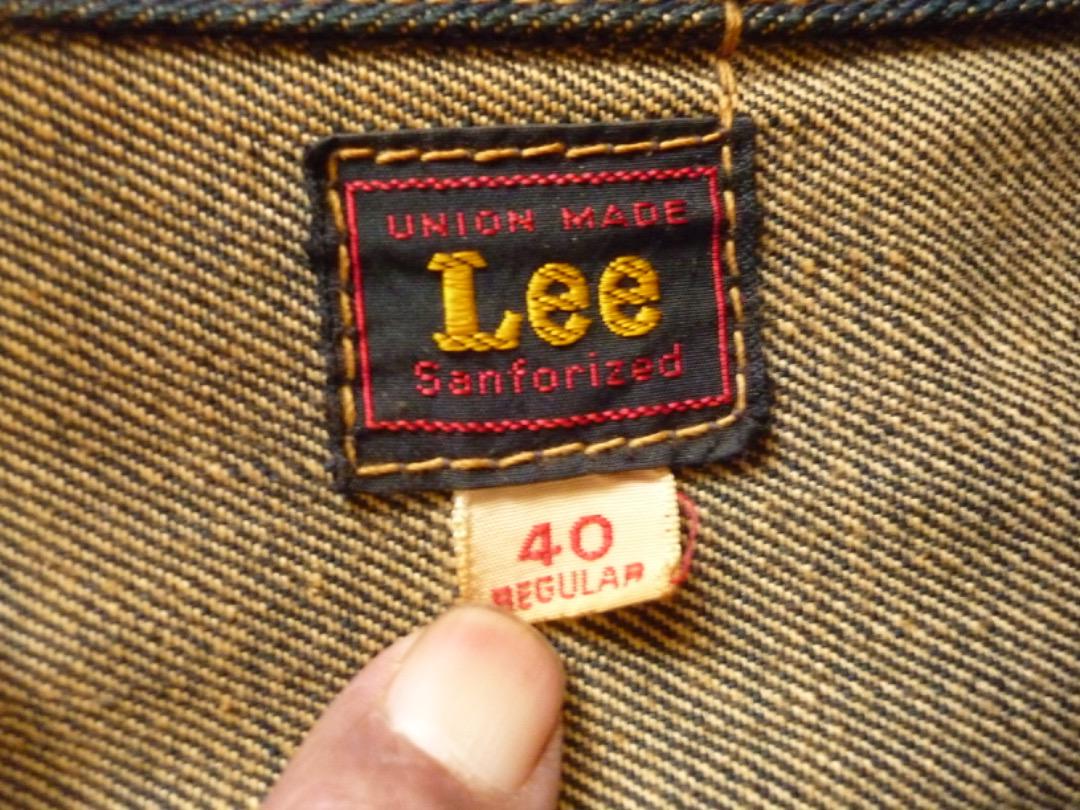 UNION MADE
Lee
Sanforized
40
REGULAR